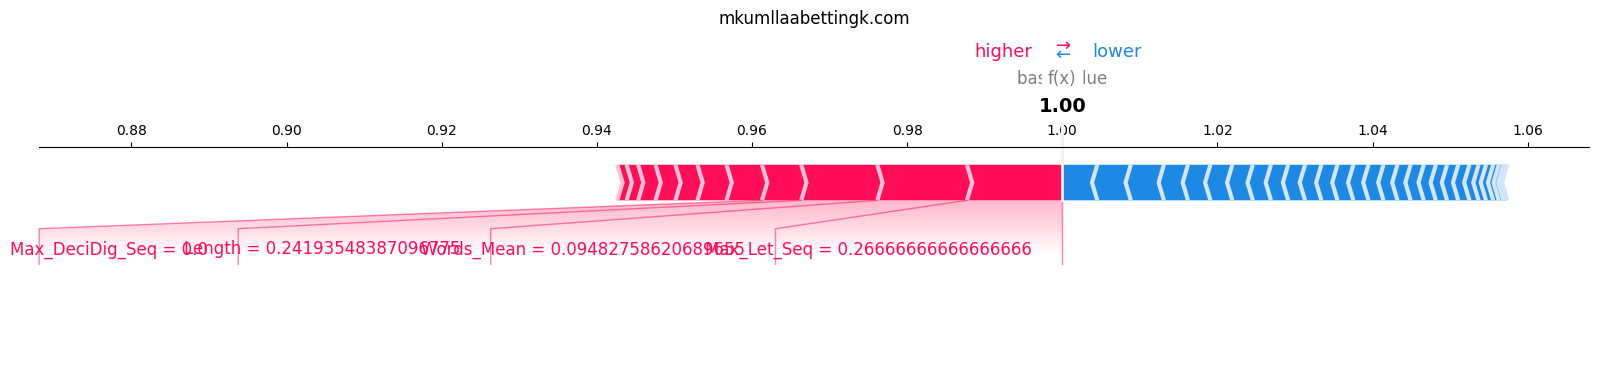 mkumllaabettingk.com
higher ⇄ lower
bas f(x) lue
1.00
0.88 0.90 0.92 0.94 0.96 0.98 1.00 1.02 1.04 1.06
Max_DeciDig_Seq = 0.0 Length = 0.24193548387096775 Words_Mean = 0.09482758620689655 Max_Let_Seq = 0.26666666666666666